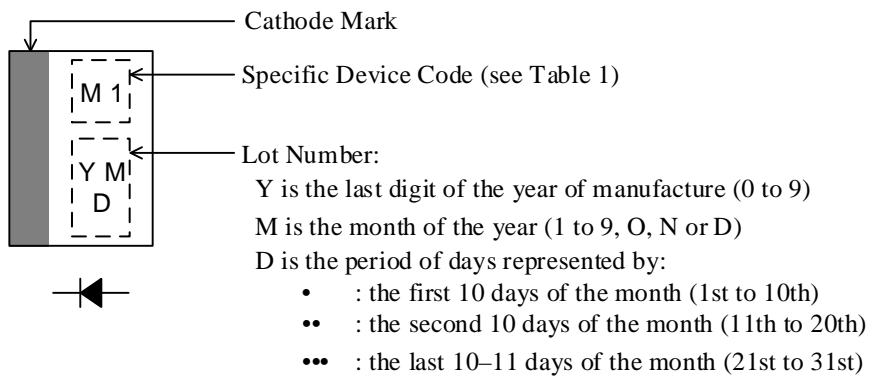 Cathode Mark
Specific Device Code (see Table 1)
M 1
Lot Number:
Y M
D
Y is the last digit of the year of manufacture (0 to 9)
M is the month of the year (1 to 9, O, N or D)
D is the period of days represented by:
• : the first 10 days of the month (1st to 10th)
•• : the second 10 days of the month (11th to 20th)
••• : the last 10–11 days of the month (21st to 31st)